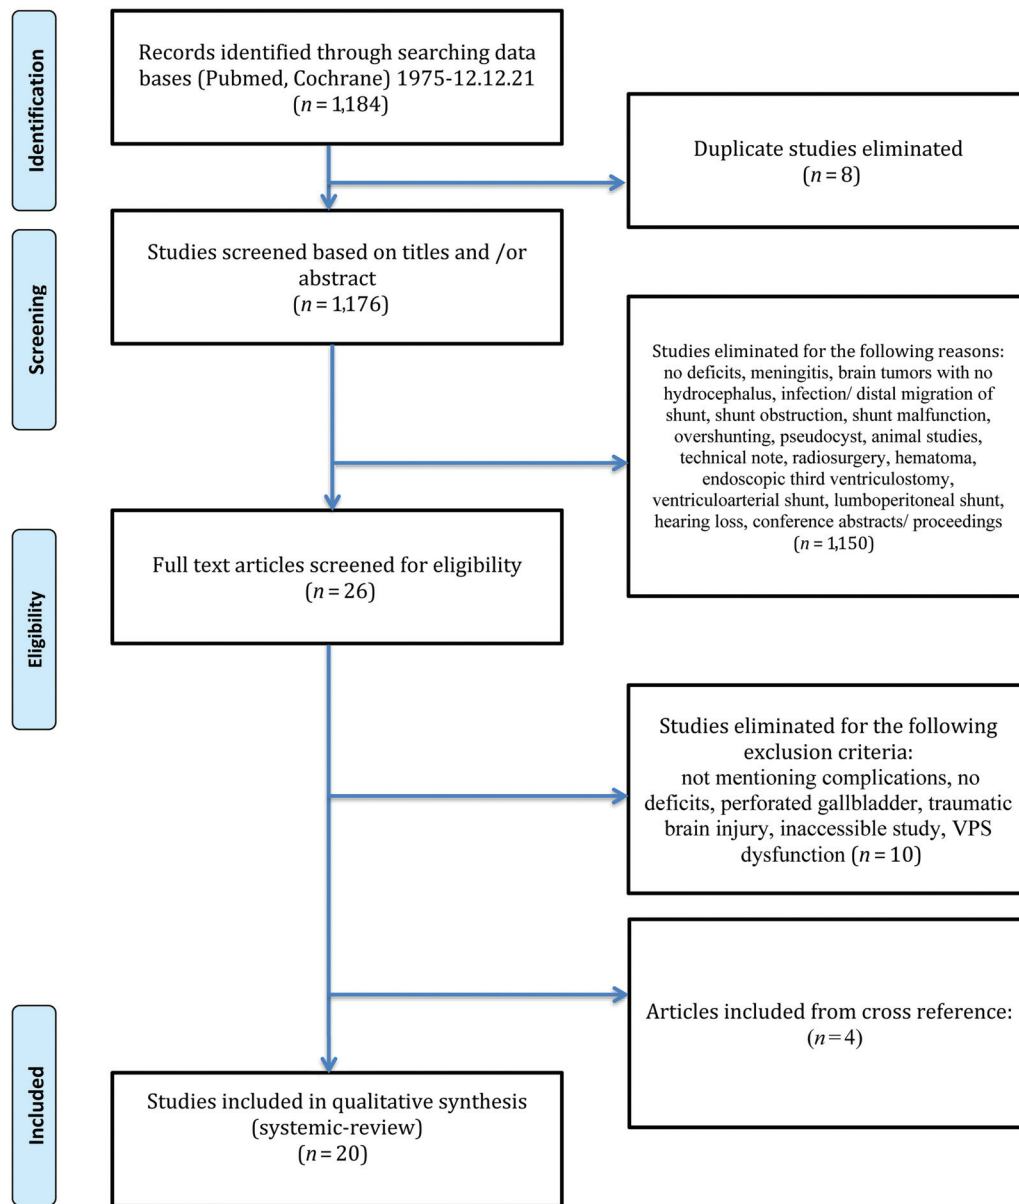 Identification
Records identified through searching data
bases (Pubmed, Cochrane) 1975-12.12.21
(n = 1,184)
Duplicate studies eliminated
(n = 8)
Screening
Studies screened based on titles and /or
abstract
(n = 1,176)
Studies eliminated for the following reasons:
no deficits, meningitis, brain tumors with no
hydrocephalus, infection/ distal migration of
shunt, shunt obstruction, shunt malfunction,
overshunting, pseudocyst, animal studies,
technical note, radiosurgery, hematoma,
endoscopic third ventriculostomy,
ventriculoarterial shunt, lumboperitoneal shunt,
hearing loss, conference abstracts/ proceedings
(n = 1,150)
Eligibility
Full text articles screened for eligibility
(n = 26)
Studies eliminated for the following
exclusion criteria:
not mentioning complications, no
deficits, perforated gallbladder, traumatic
brain injury, inaccessible study, VPS
dysfunction (n = 10)
Articles included from cross reference:
(n = 4)
Included
Studies included in qualitative synthesis
(systemic-review)
(n = 20)